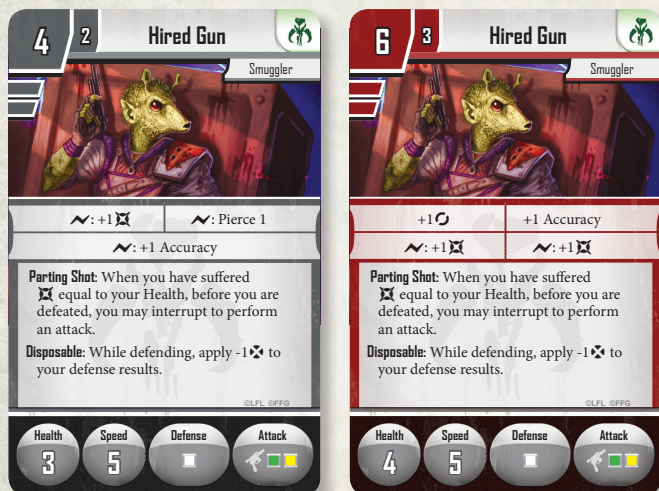 4 2 Hired Gun
Smuggler
: +1
: Pierce 1
: +1 Accuracy
Parting Shot: When you have suffered
equal to your Health, before you are
defeated, you may interrupt to perform
an attack.
Disposable: While defending, apply -1 to
your defense results.
©LFL ©FFG
Health Speed Defense Attack
3 5
6 3 Hired Gun
Smuggler
+1
+1 Accuracy
: +1
: +1
Parting Shot: When you have suffered
equal to your Health, before you are
defeated, you may interrupt to perform
an attack.
Disposable: While defending, apply -1 to
your defense results.
©LFL ©FFG
Health Speed Defense Attack
4 5